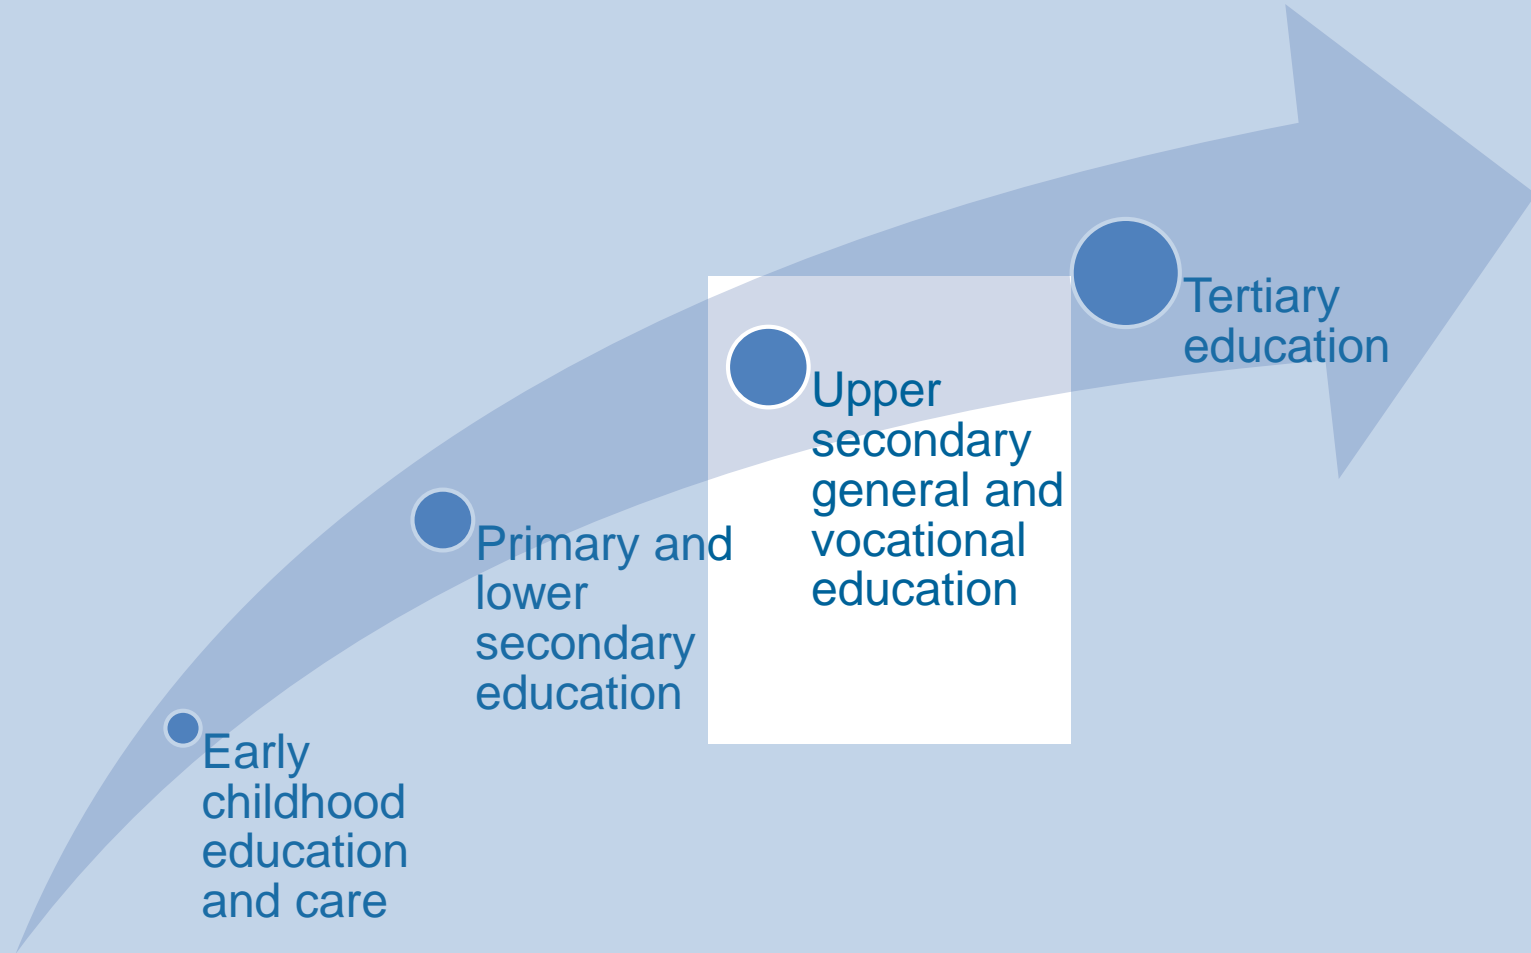 Early
childhood
education
and care
Primary and
lower
secondary
education
Upper
secondary
general and
vocational
education
Tertiary
education